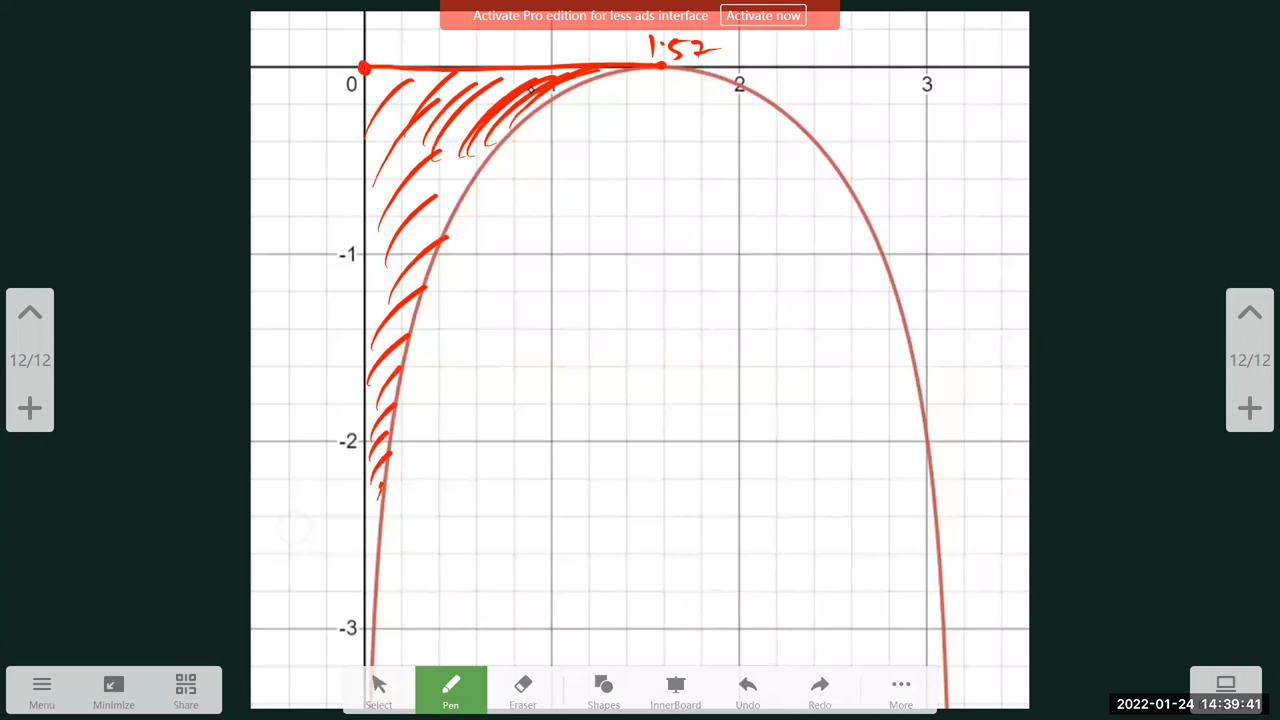 Activate Pro edition for less ads interface Activate now
1.57
0 2 3
-1
12/12 12/12
-2
-3
Menu Minimize Share Select Pen Eraser Shapes InnerBoard Undo Redo More
2022-01-24 14:39:41